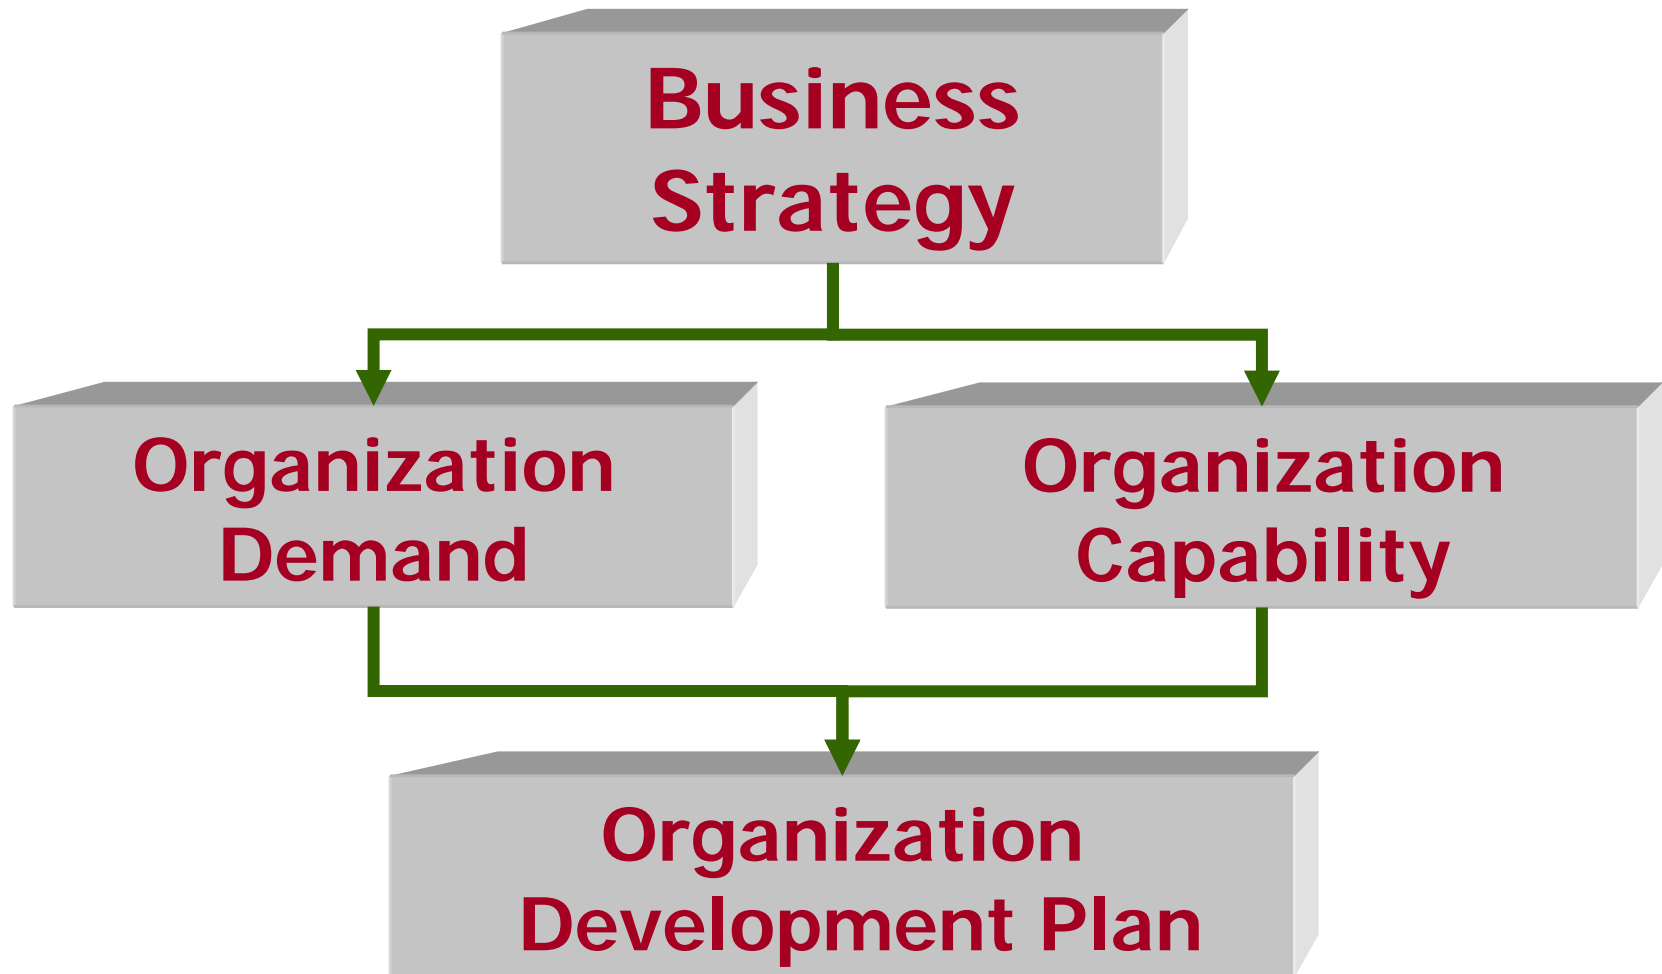 Business
Strategy
Organization
Demand
Organization
Capability
Organization
Development Plan